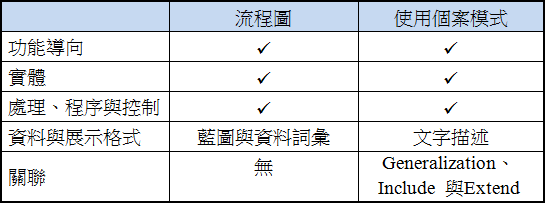 流程圖 使用個案模式
功能導向 ✓ ✓
實體 ✓ ✓
處理、程序與控制 ✓ ✓
資料與展示格式 藍圖與資料詞彙 文字描述
關聯 無 Generalization、
Include 與Extend